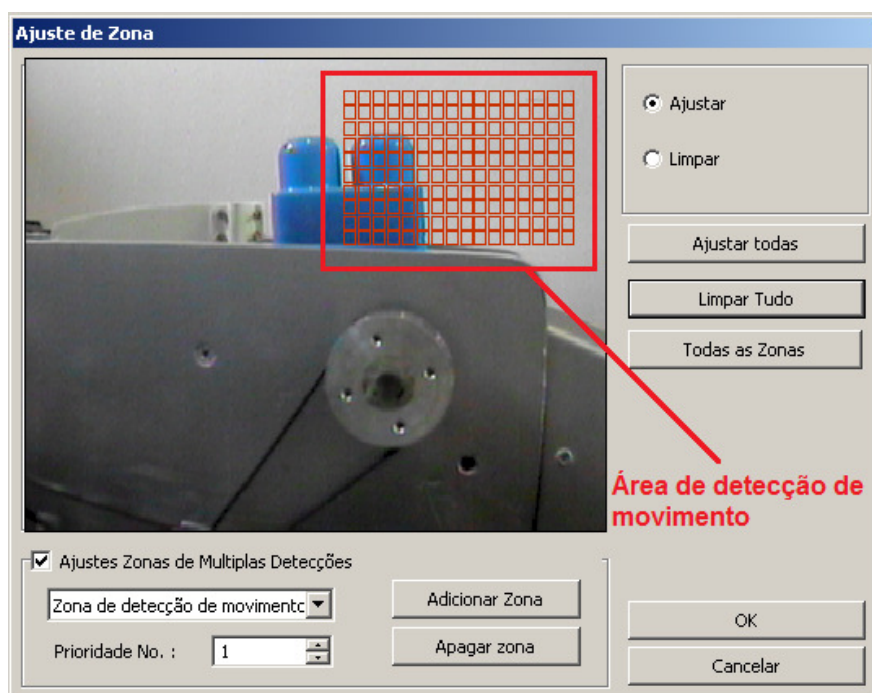 Ajuste de Zona
Ajustar
Limpar
Ajustar todas
Limpar Tudo
Todas as Zonas
Área de detecção de
movimento
Ajustes Zonas de Multiplas Detecções
Zona de detecção de movimentc
Adicionar Zona
Prioridade No. :
1
Apagar zona
OK
Cancelar